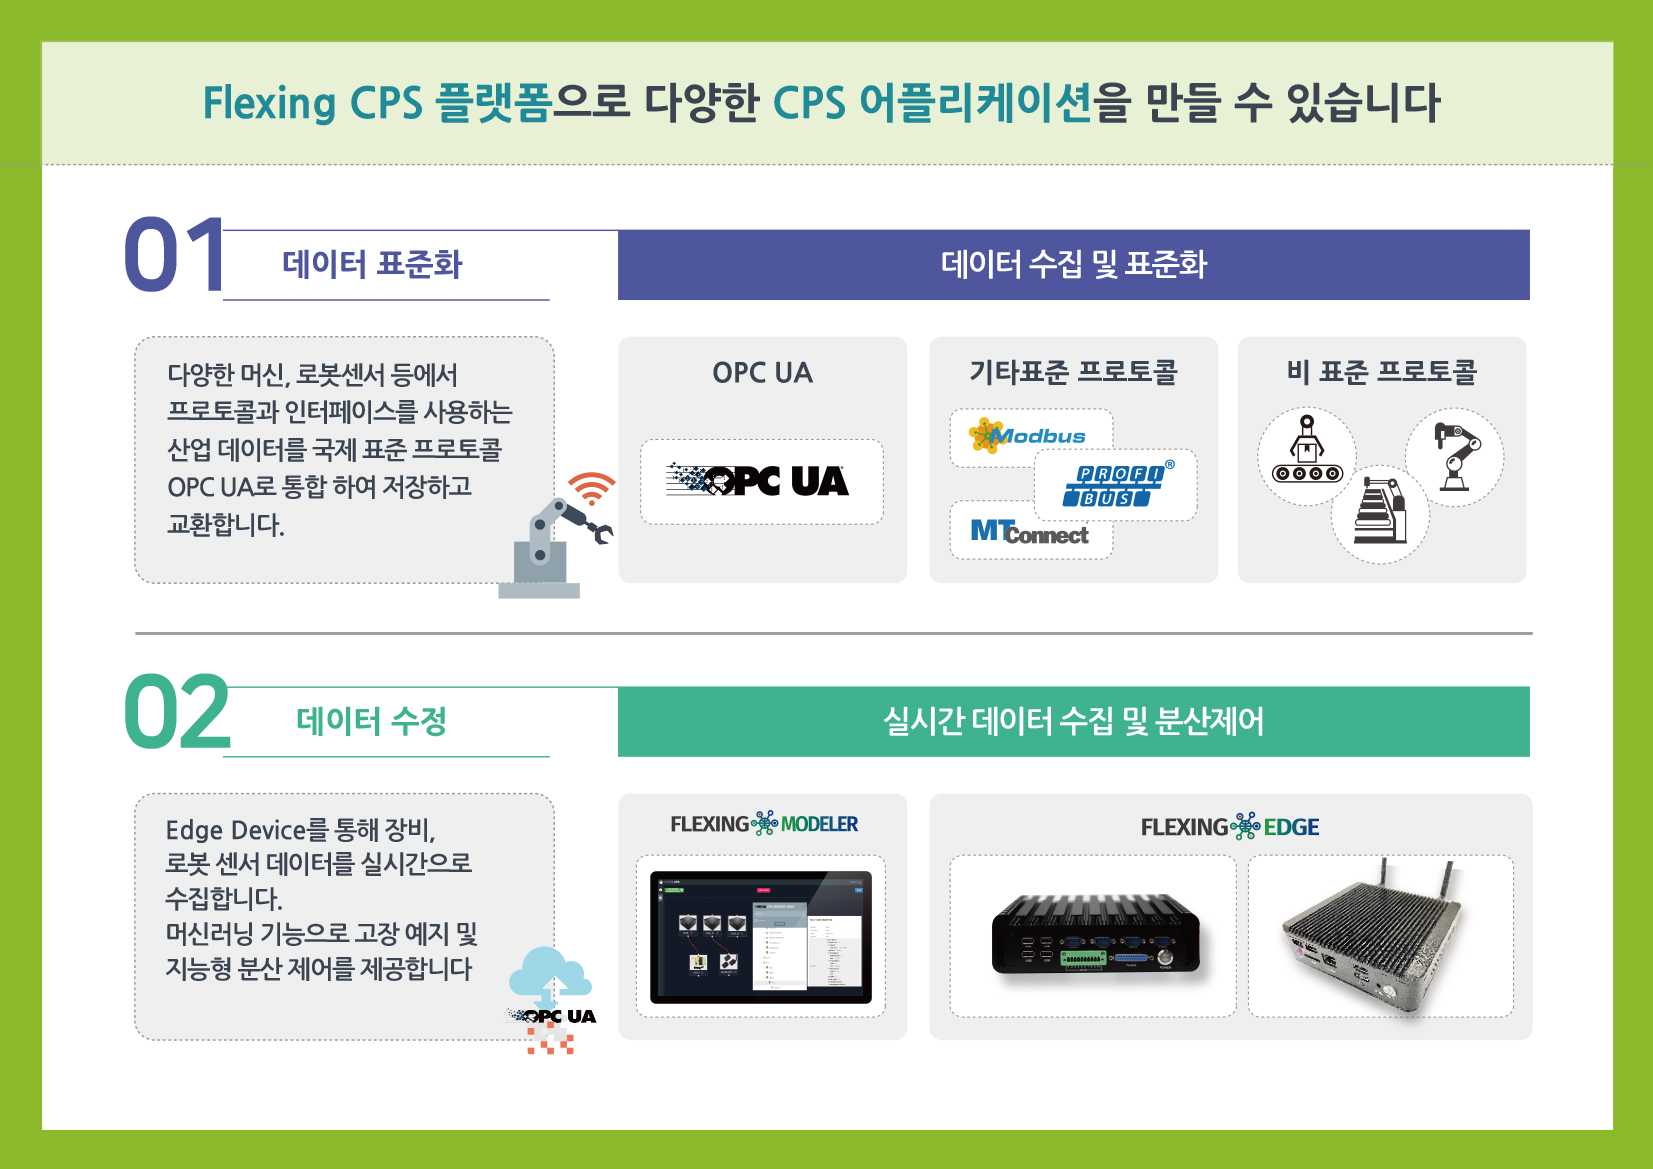 Flexing CPS 플랫폼으로 다양한 CPS 어플리케이션을 만들 수 있습니다
01
데이터 표준화
데이터 수집 및 표준화
다양한 머신, 로봇센서 등에서
프로토콜과 인터페이스를 사용하는
산업 데이터를 국제 표준 프로토콜
OPC UA로 통합 하여 저장하고
교환합니다.
OPC UA
OPC UA
기타표준 프로토콜
Modbus
PROFI
BUS
®
MTConnect
비 표준 프로토콜
02
데이터 수정
실시간 데이터 수집 및 분산제어
Edge Device를 통해 장비,
로봇 센서 데이터를 실시간으로
수집합니다.
머신러닝 기능으로 고장 예지 및
지능형 분산 제어를 제공합니다
OPC UA
FLEXING MODELER
FLEXING EDGE